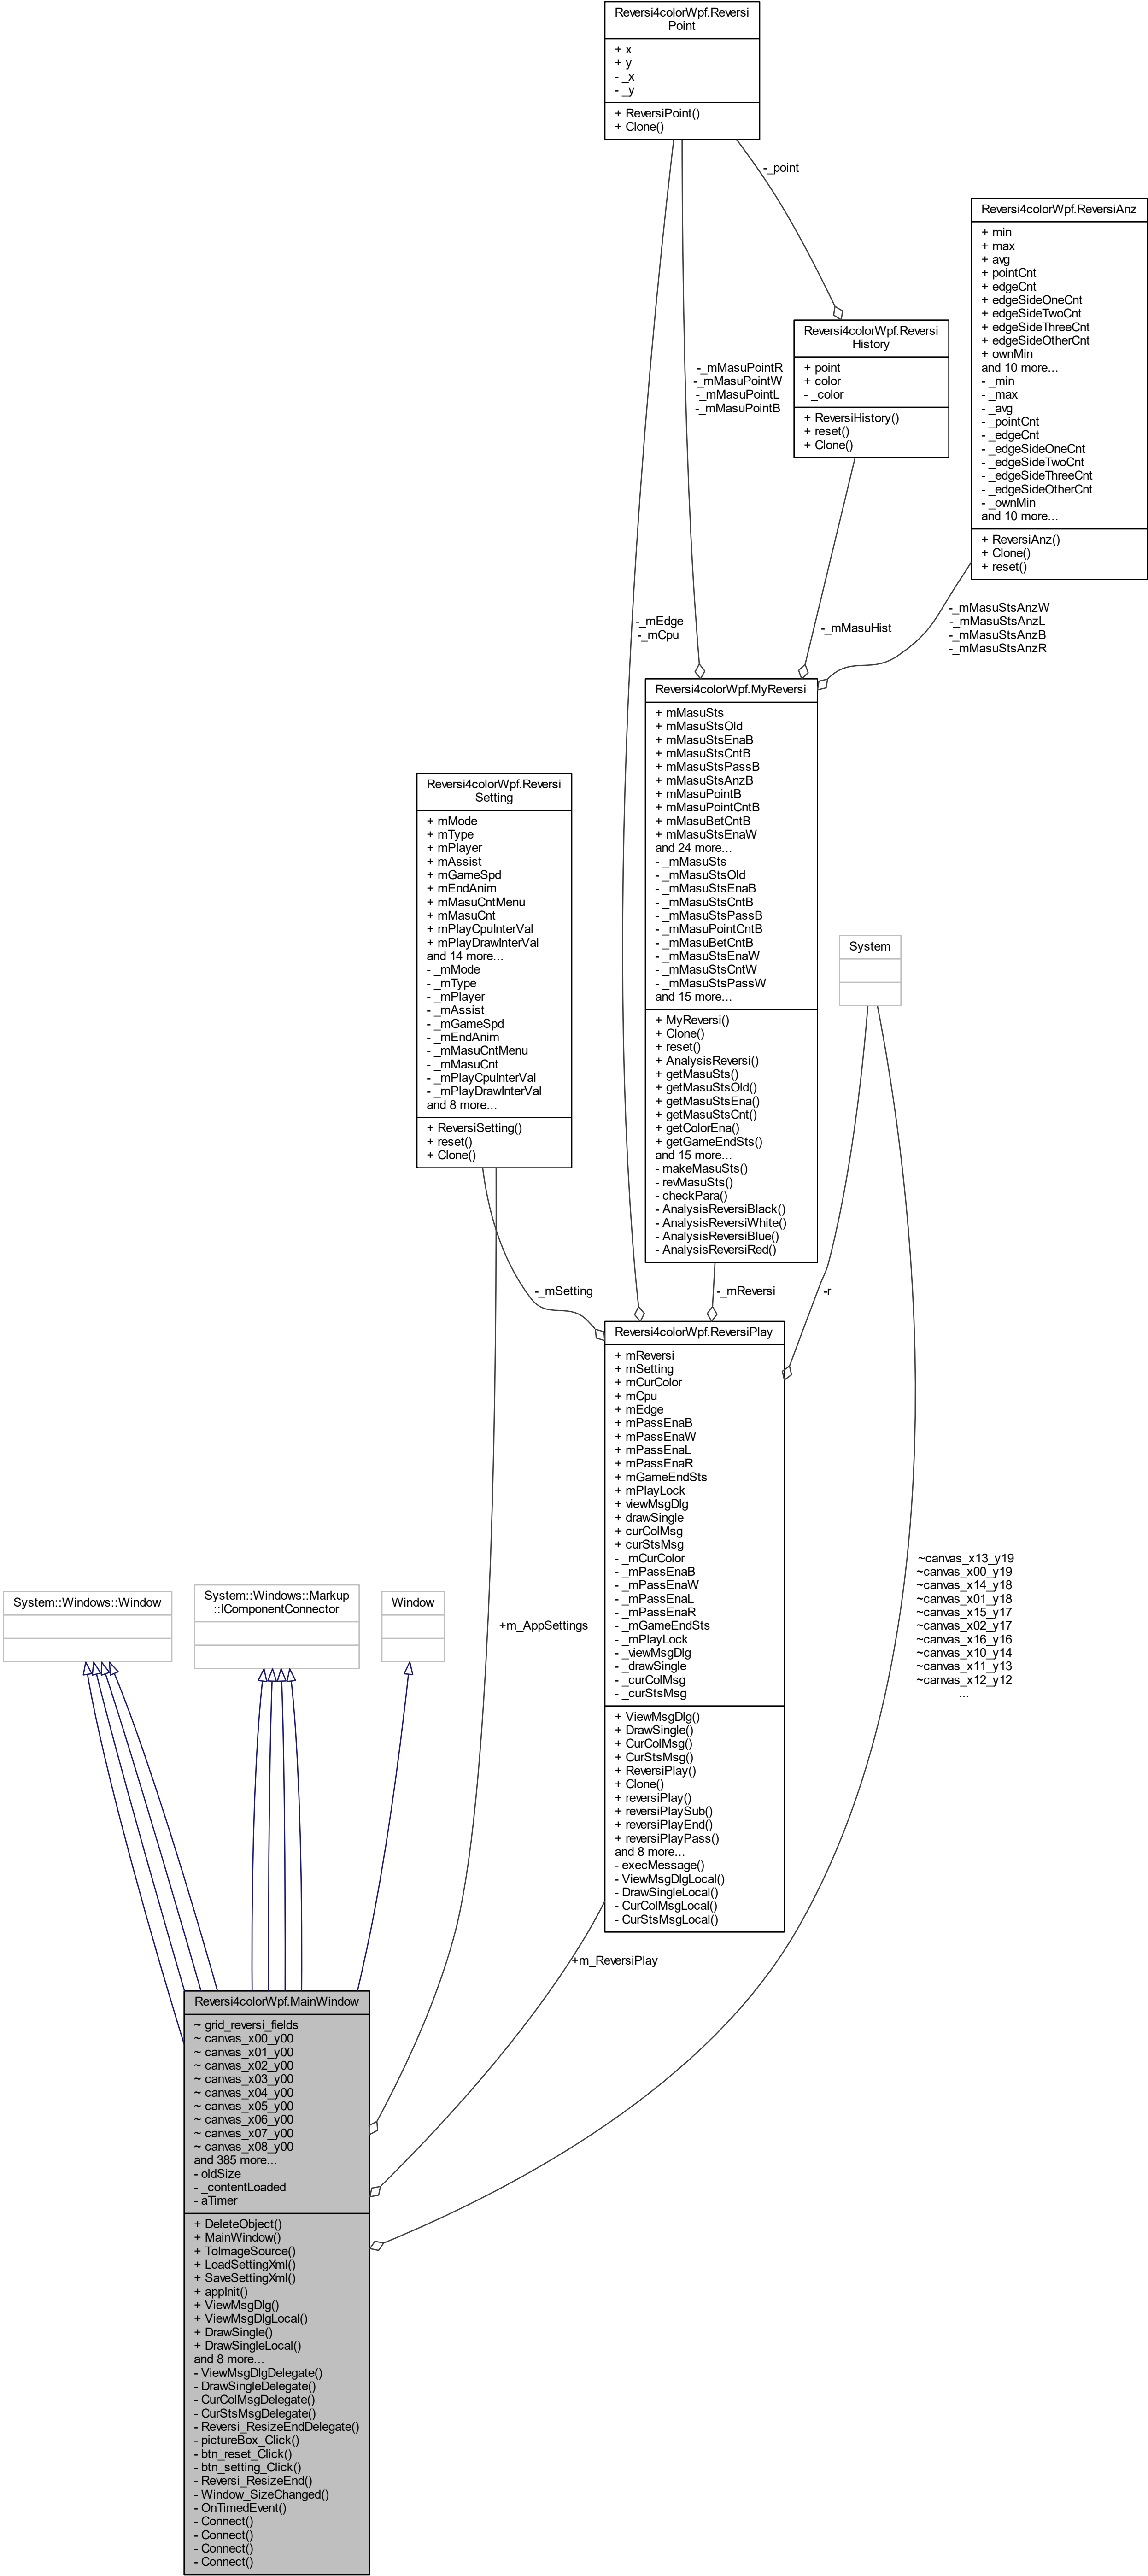 Reversi4colorWpf.Reversi
Point
+ x
+ y
- _x
- _y
+ ReversiPoint()
+ Clone()
-_point
Reversi4colorWpf.ReversiAnz
+ min
+ max
+ avg
+ pointCnt
+ edgeCnt
+ edgeSideOneCnt
+ edgeSideTwoCnt
+ edgeSideThreeCnt
+ edgeSideOtherCnt
+ ownMin
and 10 more...
- _min
- _max
- _avg
- _pointCnt
- _edgeCnt
- _edgeSideOneCnt
- _edgeSideTwoCnt
- _edgeSideThreeCnt
- _edgeSideOtherCnt
- _ownMin
and 10 more...
+ ReversiAnz()
+ Clone()
+ reset()
Reversi4colorWpf.Reversi
History
+ point
+ color
- _color
+ ReversiHistory()
+ reset()
+ Clone()
-_mMasuPointR
-_mMasuPointW
-_mMasuPointL
-_mMasuPointB
-_mEdge
-_mCpu
-_mMasuHist
-_mMasuStsAnzW
-_mMasuStsAnzL
-_mMasuStsAnzB
-_mMasuStsAnzR
Reversi4colorWpf.MyReversi
+ mMasuSts
+ mMasuStsOld
+ mMasuStsEnaB
+ mMasuStsCntB
+ mMasuStsPassB
+ mMasuStsAnzB
+ mMasuPointB
+ mMasuPointCntB
+ mMasuBetCntB
+ mMasuStsEnaW
and 24 more...
- _mMasuSts
- _mMasuStsOld
- _mMasuStsEnaB
- _mMasuStsCntB
- _mMasuStsPassB
- _mMasuPointCntB
- _mMasuBetCntB
- _mMasuStsEnaW
- _mMasuStsCntW
- _mMasuStsPassW
and 15 more...
+ MyReversi()
+ Clone()
+ reset()
+ AnalysisReversi()
+ getMasuSts()
+ getMasuStsOld()
+ getMasuStsEna()
+ getMasuStsCnt()
+ getColorEna()
+ getGameEndSts()
and 15 more...
- makeMasuSts()
- revMasuSts()
- checkPara()
- AnalysisReversiBlack()
- AnalysisReversiWhite()
- AnalysisReversiBlue()
- AnalysisReversiRed()
Reversi4colorWpf.Reversi
Setting
+ mMode
+ mType
+ mPlayer
+ mAssist
+ mGameSpd
+ mEndAnim
+ mMasuCntMenu
+ mMasuCnt
+ mPlayCpuInterVal
+ mPlayDrawInterVal
and 14 more...
- _mMode
- _mType
- _mPlayer
- _mAssist
- _mGameSpd
- _mEndAnim
- _mMasuCntMenu
- _mMasuCnt
- _mPlayCpuInterVal
- _mPlayDrawInterVal
and 8 more...
+ ReversiSetting()
+ reset()
+ Clone()
System
-_mSetting
-_mReversi
-r
Reversi4colorWpf.ReversiPlay
+ mReversi
+ mSetting
+ mCurColor
+ mCpu
+ mEdge
+ mPassEnaB
+ mPassEnaW
+ mPassEnaL
+ mPassEnaR
+ mGameEndSts
+ mPlayLock
+ viewMsgDlg
+ drawSingle
+ curColMsg
+ curStsMsg
- _mCurColor
- _mPassEnaB
- _mPassEnaW
- _mPassEnaL
- _mPassEnaR
- _mGameEndSts
- _mPlayLock
- _viewMsgDlg
- _drawSingle
- _curColMsg
- _curStsMsg
+ ViewMsgDlg()
+ DrawSingle()
+ CurColMsg()
+ CurStsMsg()
+ ReversiPlay()
+ Clone()
+ reversiPlay()
+ reversiPlaySub()
+ reversiPlayEnd()
+ reversiPlayPass()
and 8 more...
- execMessage()
- ViewMsgDlgLocal()
- DrawSingleLocal()
- CurColMsgLocal()
- CurStsMsgLocal()
System::Windows::Window
System::Windows::Markup
::IComponentConnector
Window
+m_AppSettings
~canvas_x13_y19
~canvas_x00_y19
~canvas_x14_y18
~canvas_x01_y18
~canvas_x15_y17
~canvas_x02_y17
~canvas_x16_y16
~canvas_x10_y14
~canvas_x11_y13
~canvas_x12_y12
...
+m_ReversiPlay
Reversi4colorWpf.MainWindow
~ grid_reversi_fields
~ canvas_x00_y00
~ canvas_x01_y00
~ canvas_x02_y00
~ canvas_x03_y00
~ canvas_x04_y00
~ canvas_x05_y00
~ canvas_x06_y00
~ canvas_x07_y00
~ canvas_x08_y00
and 385 more...
- oldSize
- _contentLoaded
- aTimer
+ DeleteObject()
+ MainWindow()
+ ToImageSource()
+ LoadSettingXml()
+ SaveSettingXml()
+ appInit()
+ ViewMsgDlg()
+ ViewMsgDlgLocal()
+ DrawSingle()
+ DrawSingleLocal()
and 8 more...
- ViewMsgDlgDelegate()
- DrawSingleDelegate()
- CurColMsgDelegate()
- CurStsMsgDelegate()
- Reversi_ResizeEndDelegate()
- pictureBox_Click()
- btn_reset_Click()
- btn_setting_Click()
- Reversi_ResizeEnd()
- Window_SizeChanged()
- OnTimedEvent()
- Connect()
- Connect()
- Connect()
- Connect()